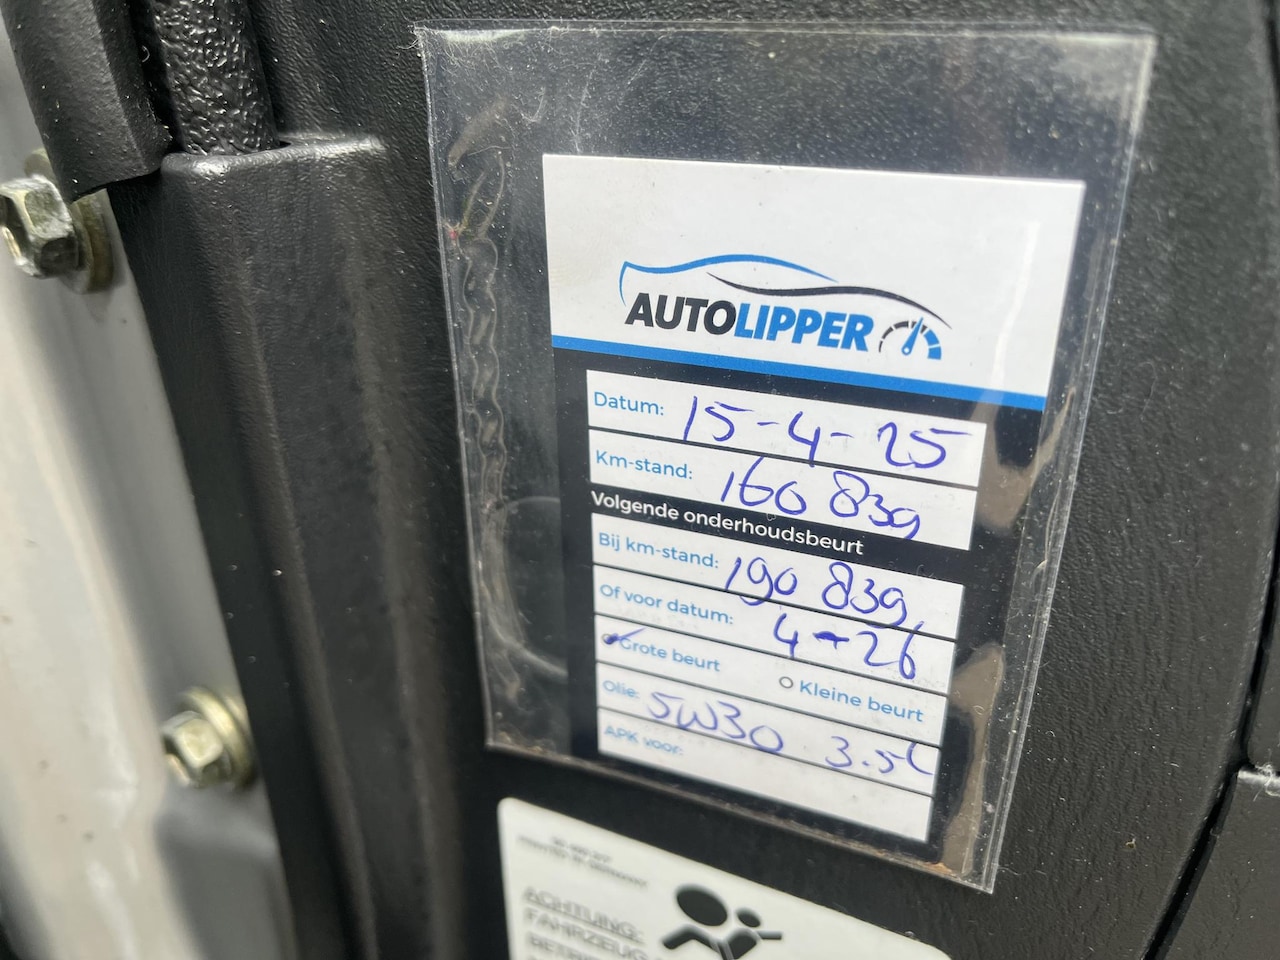 AUTOLIPPER
Datum: 15-4-25
Km-stand: 160 839
Volgende onderhoudsbeurt
Bij km-stand: 190 839
Of voor datum: 4-26
Grote beurt
Kleine beurt
Olie: 5W30 3.5L
APK voor:
ACHTUNG:
FAHRZEUG